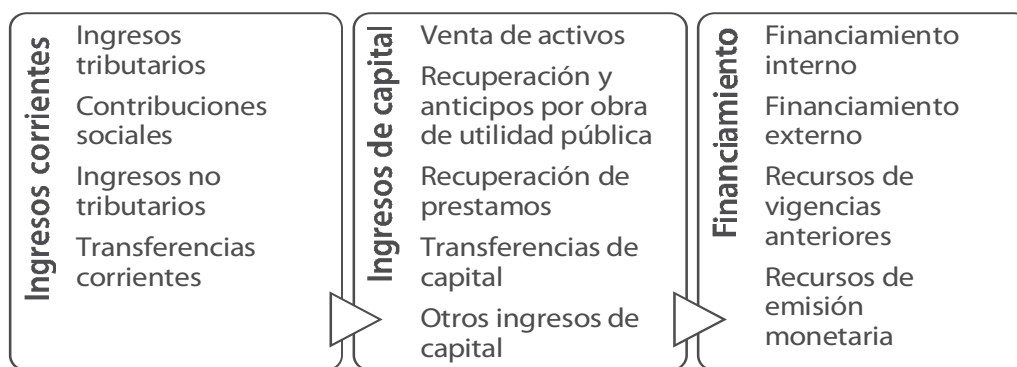 Ingresos corrientes
Ingresos
tributarios
Contribuciones
sociales
Ingresos no
tributarios
Transferencias
corrientes
Ingresos de capital
Venta de activos
Recuperación y
anticipos por obra
de utilidad pública
Recuperación de
prestamos
Transferencias de
capital
Otros ingresos de
capital
Financiamiento
Financiamiento
interno
Financiamiento
externo
Recursos de
vigencias
anteriores
Recursos de
emisión
monetaria